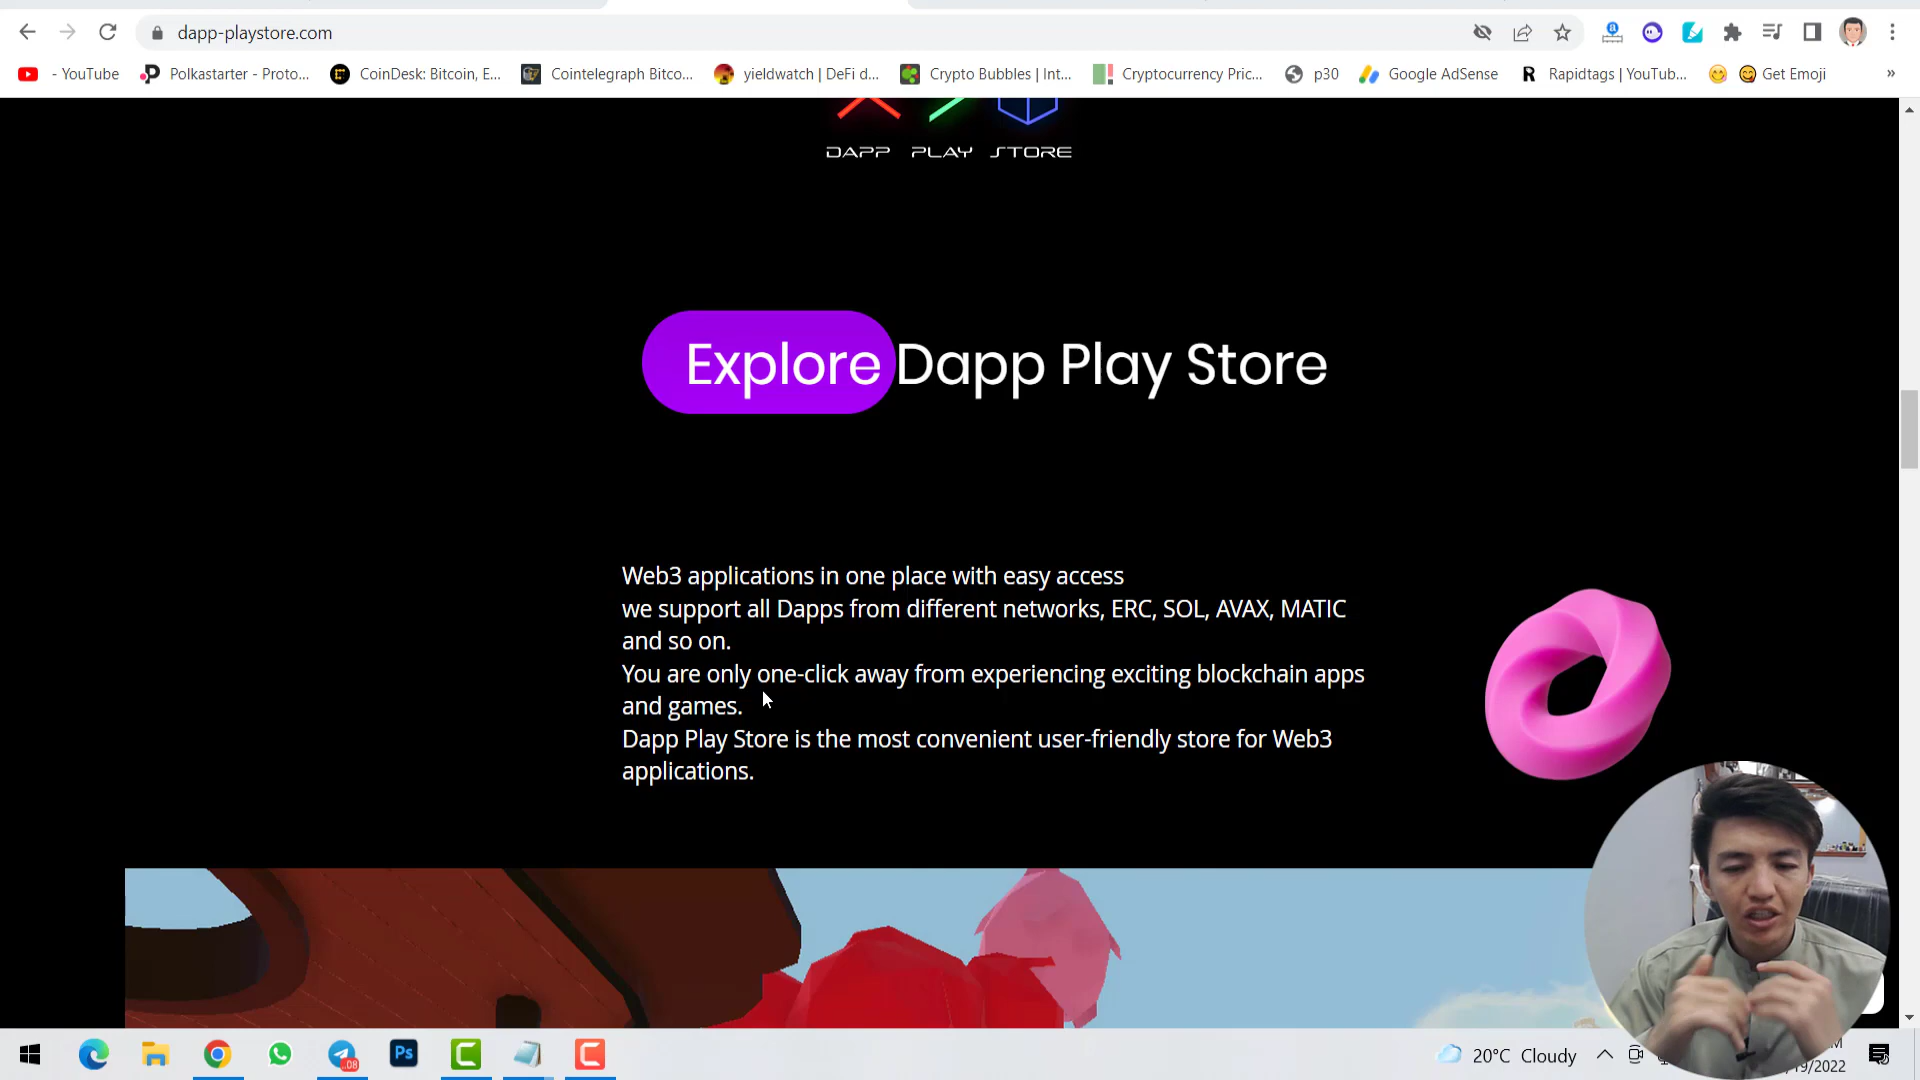 dapp-playstore.com
- YouTube
Polkastarter - Proto...
CoinDesk: Bitcoin, E...
Cointelegraph Bitco...
yieldwatch | DeFi d...
Crypto Bubbles | Int...
Cryptocurrency Pric...
p30
Google AdSense
R
Rapidtags | YouTub...
Get Emoji
»
DAPP PLAY STORE
Explore Dapp Play Store
Web3 applications in one place with easy access
we support all Dapps from different networks, ERC, SOL, AVAX, MATIC
and so on.
You are only one-click away from experiencing exciting blockchain apps
and games.
Dapp Play Store is the most convenient user-friendly store for Web3
applications.
Ps
20°C Cloudy
/2022